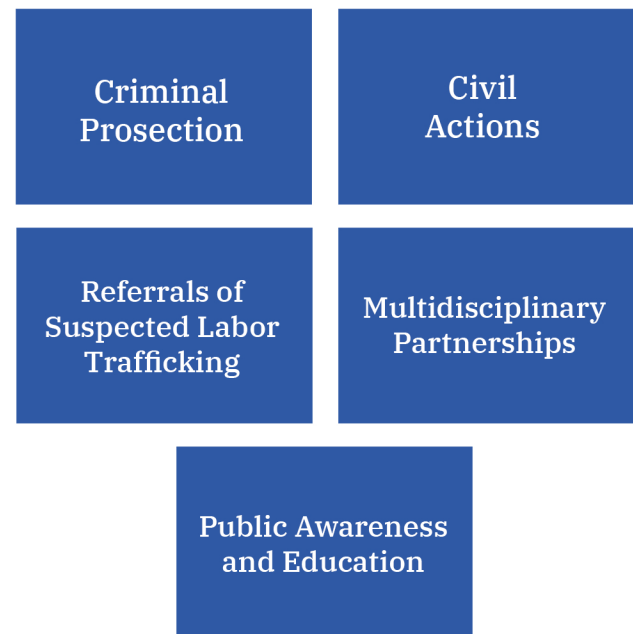 Criminal
Prosection
Civil
Actions
Referrals of
Suspected Labor
Trafficking
Multidisciplinary
Partnerships
Public Awareness
and Education